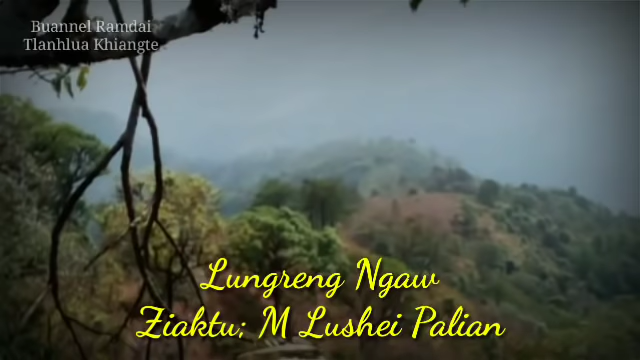 Buannel Ramdai
Tlanhlua Khiangte
Lungreng Ngaw
Ziaktu; M Lushei Palian